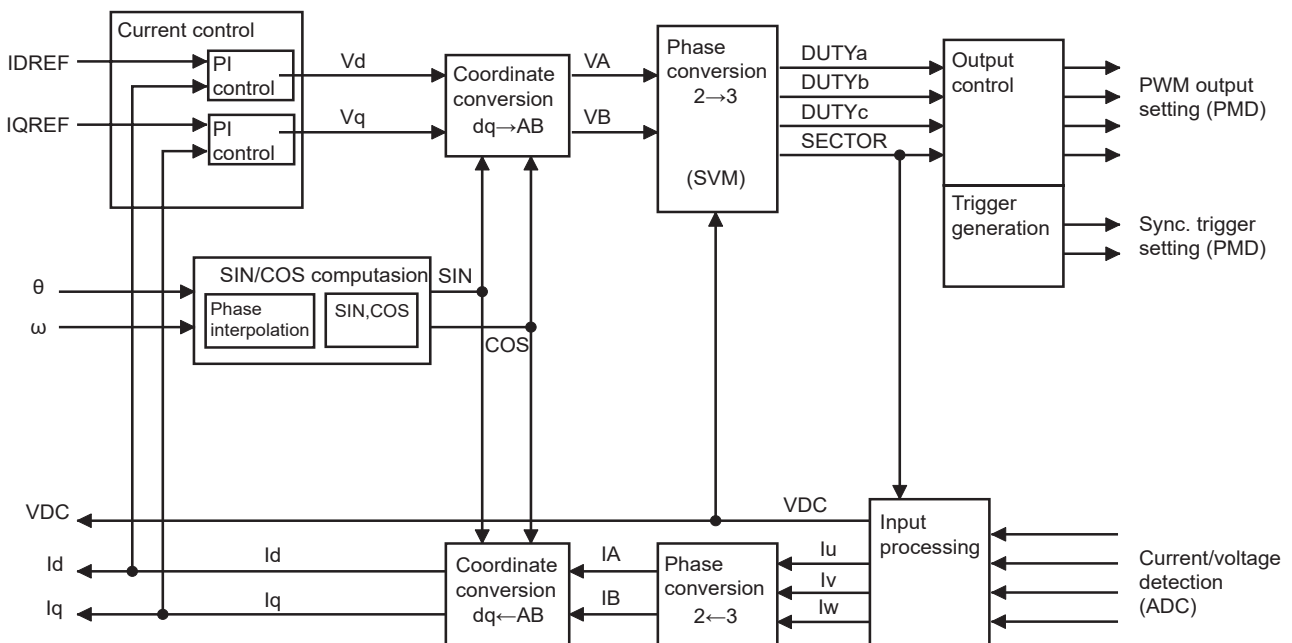 Current control
IDREF
PI
control
Vd
IQREF
PI
control
Vq
Coordinate
conversion
dq→AB
VA
VB
Phase
conversion
2→3
(SVM)
DUTYa
DUTYb
DUTYc
SECTOR
Output
control
PWM output
setting (PMD)
Trigger
generation
Sync. trigger
setting (PMD)
θ
ω
SIN/COS computasion
Phase
interpolation
SIN,COS
SIN
COS
VDC
VDC
Id
Id
Iq
Iq
Coordinate
conversion
dq←AB
IA
IB
Phase
conversion
2←3
Iu
Iv
Iw
Input
processing
Current/voltage
detection
(ADC)